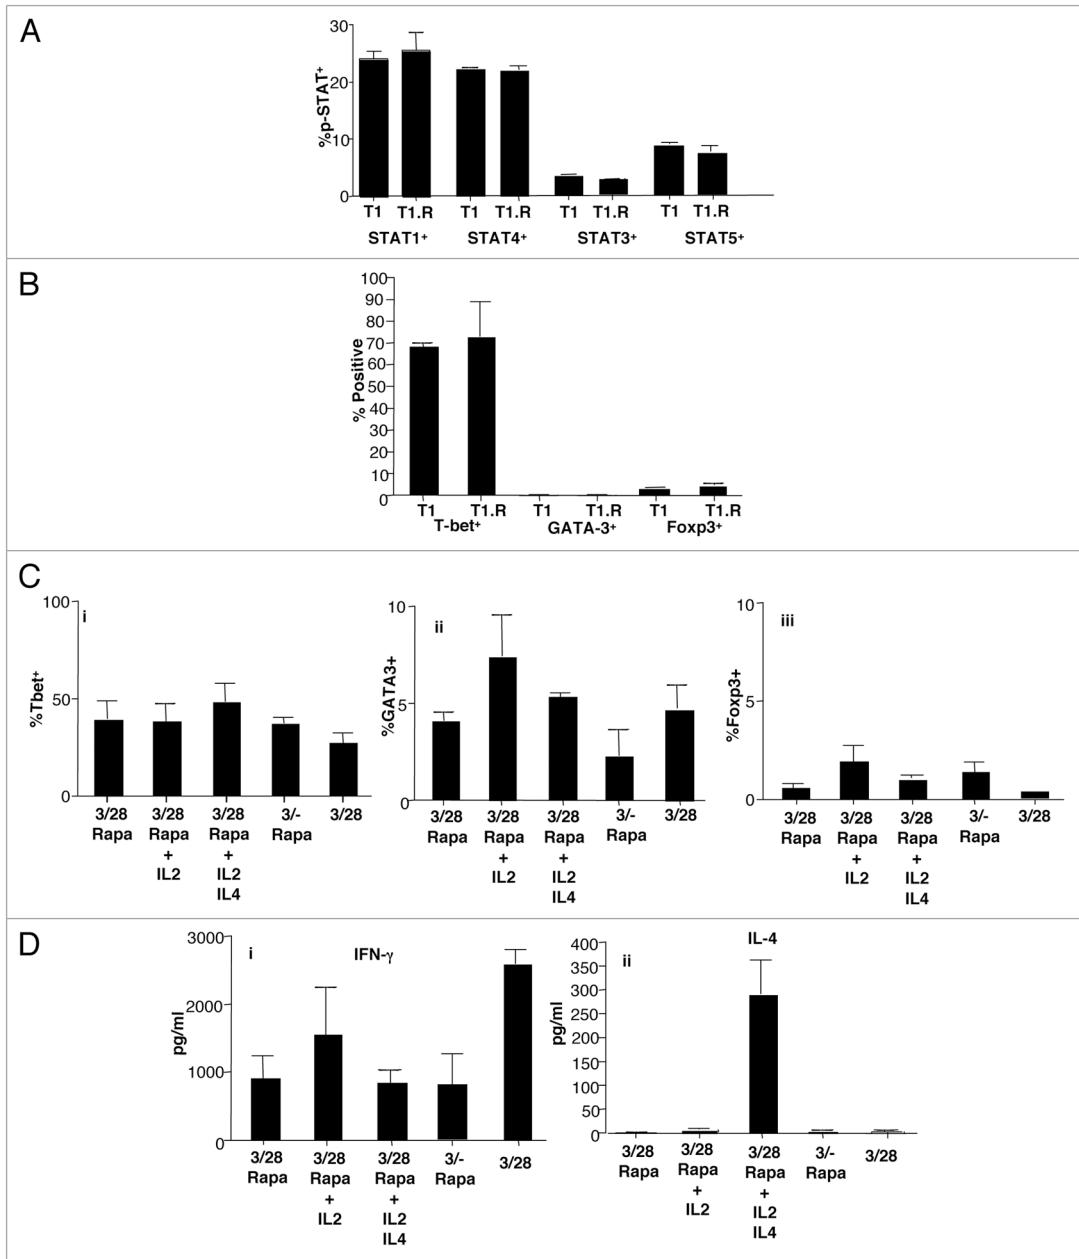 A
%p-STAT+
30
20
10
0
T1 T1.R T1 T1.R T1 T1.R T1 T1.R
STAT1+ STAT4+ STAT3+ STAT5+
B
% Positive
100
90
80
70
60
50
40
30
20
10
0
T1 T1.R T1 T1.R T1 T1.R
T-bet+ GATA-3+ Foxp3+
C
i
%Tbet+
100
50
0
3/28 3/28 3/28 3/- 3/28
Rapa Rapa Rapa Rapa
+ +
IL2 IL2
IL4
ii
%GATA3+
10
5
0
3/28 3/28 3/28 3/- 3/28
Rapa Rapa Rapa Rapa
+ +
IL2 IL2
IL4
iii
%Foxp3+
10
5
0
3/28 3/28 3/28 3/- 3/28
Rapa Rapa Rapa Rapa
+ +
IL2 IL2
IL4
D
i
IFN-γ
pg/ml
3000
2000
1000
0
3/28 3/28 3/28 3/- 3/28
Rapa Rapa Rapa Rapa
+ +
IL2 IL2
IL4
ii
IL-4
pg/ml
400
350
300
250
200
150
100
50
0
3/28 3/28 3/28 3/- 3/28
Rapa Rapa Rapa Rapa
+ +
IL2 IL2
IL4